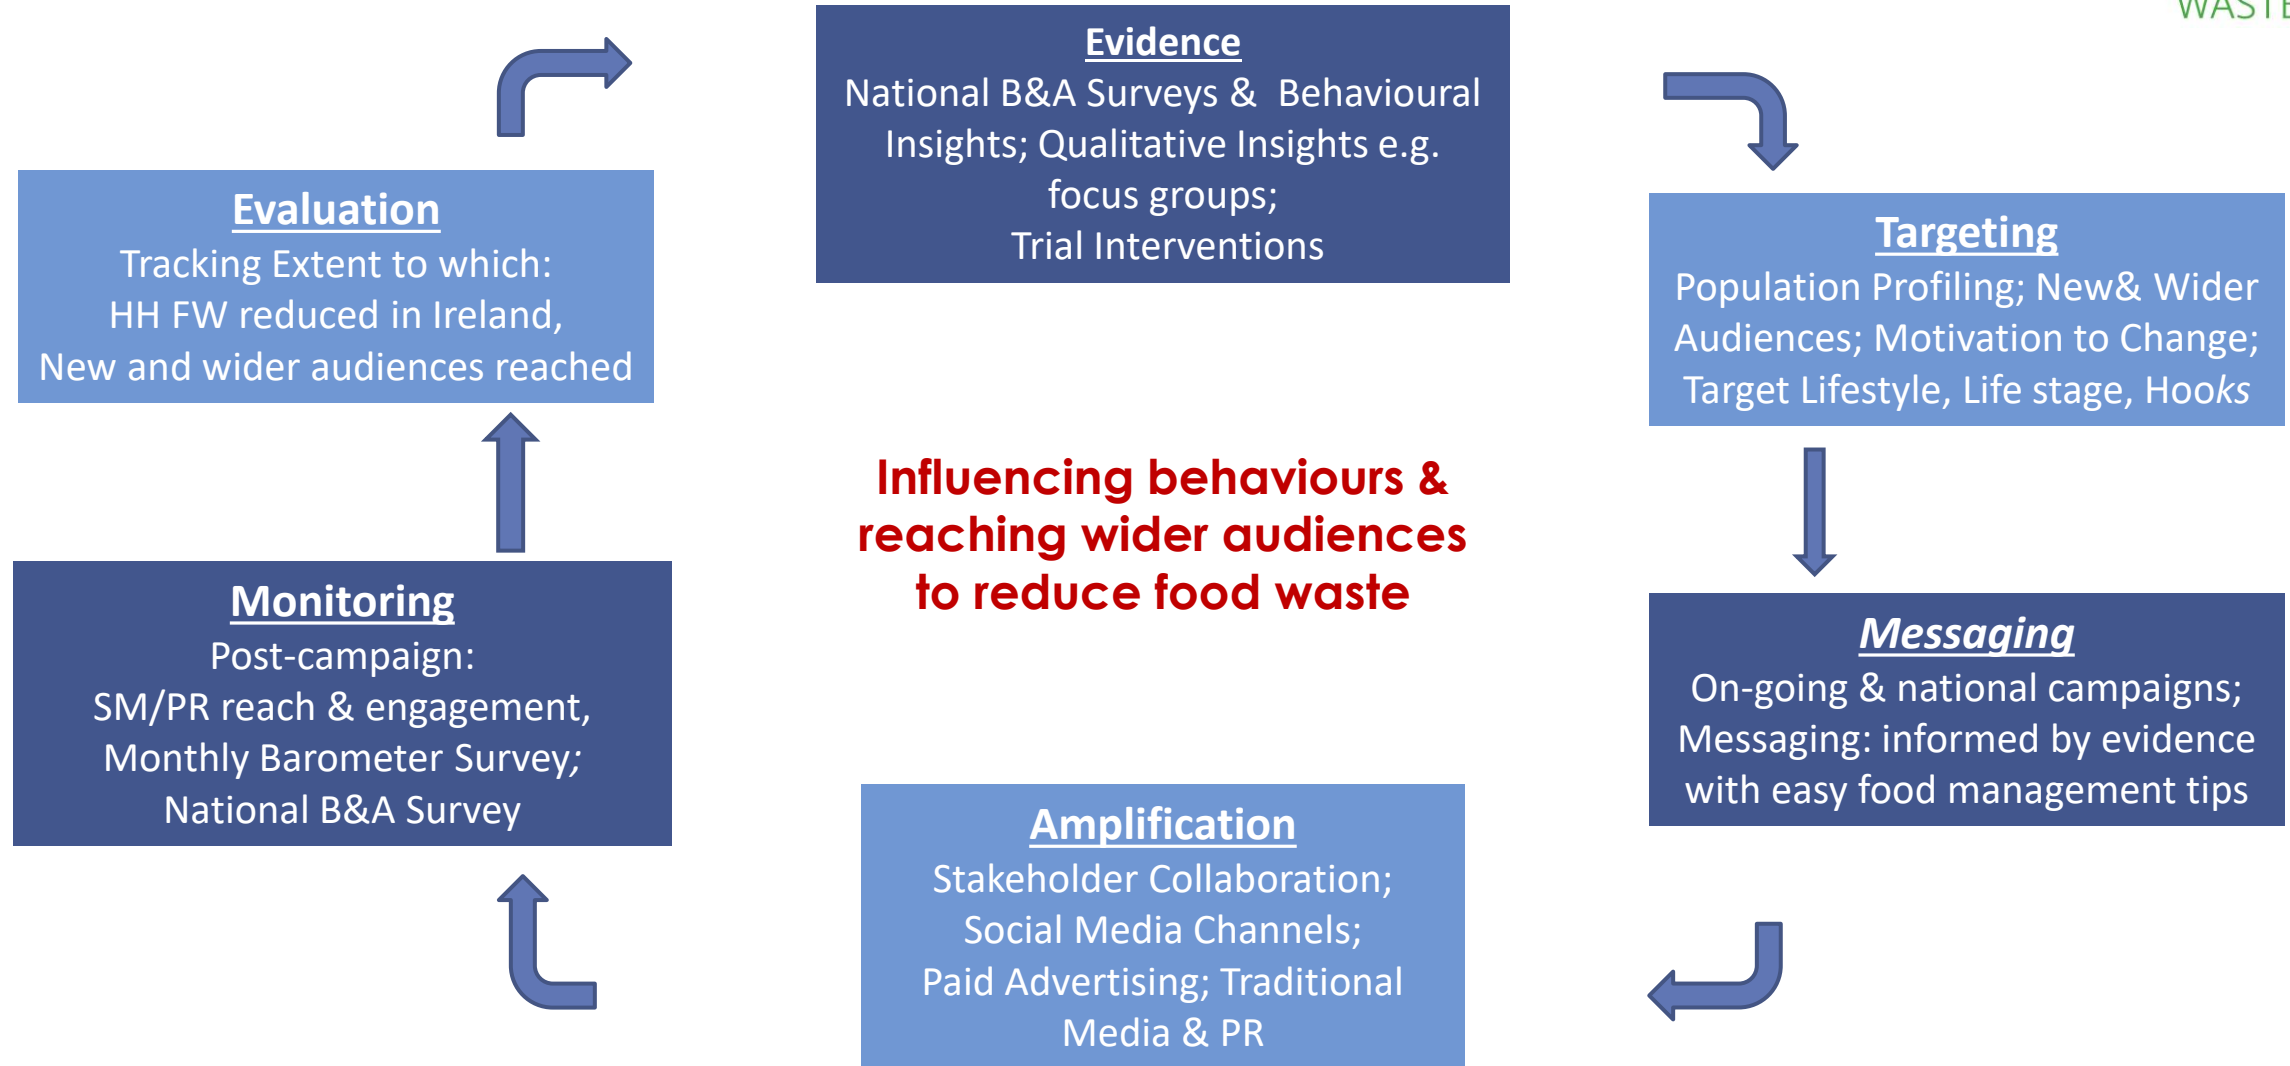 WASTE
Evidence
National B&A Surveys & Behavioural
Insights; Qualitative Insights e.g.
focus groups;
Trial Interventions
Targeting
Population Profiling; New& Wider
Audiences; Motivation to Change;
Target Lifestyle, Life stage, Hooks
Messaging
On-going & national campaigns;
Messaging: informed by evidence
with easy food management tips
Amplification
Stakeholder Collaboration;
Social Media Channels;
Paid Advertising; Traditional
Media & PR
Monitoring
Post-campaign:
SM/PR reach & engagement,
Monthly Barometer Survey;
National B&A Survey
Evaluation
Tracking Extent to which:
HH FW reduced in Ireland,
New and wider audiences reached
Influencing behaviours &
reaching wider audiences
to reduce food waste